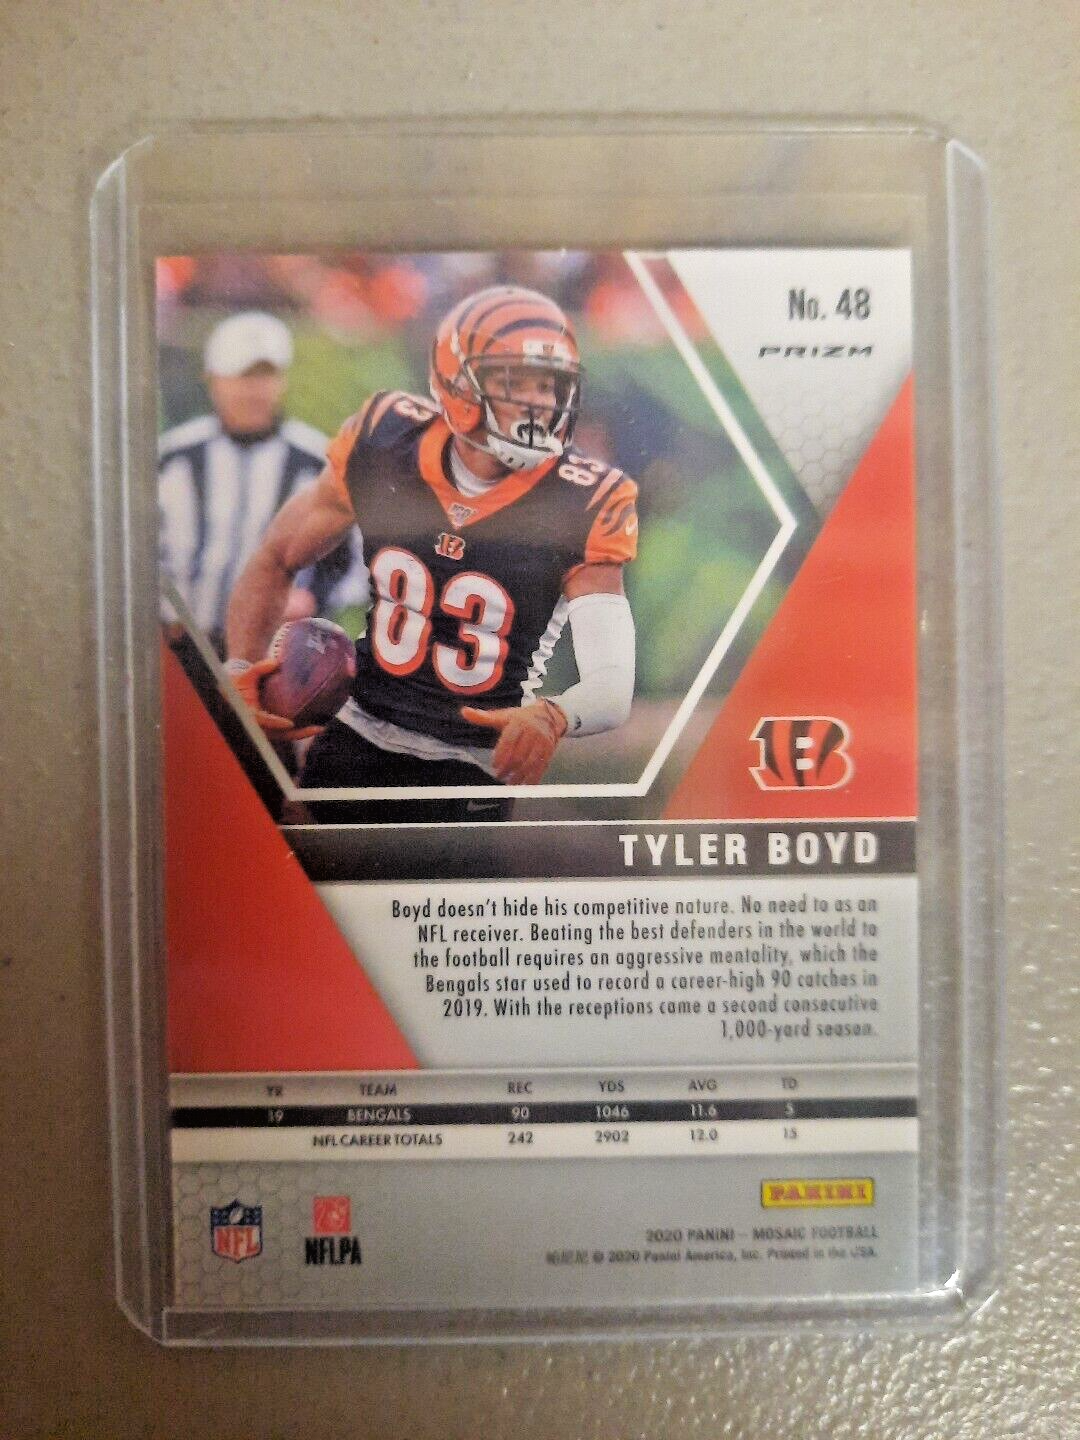 No. 48
PRIZM
83
83
83
B
B
TYLER BOYD
Boyd doesn't hide his competitive nature. No need to as an
NFL receiver. Beating the best defenders in the world to
the football requires an aggressive mentality, which the
Bengals star used to record a career-high 90 catches in
2019. With the receptions came a second consecutive
1,000-yard season.
YR TEAM REC YDS AVG TD
19 BENGALS 90 1046 11.6 5
NFL CAREER TOTALS 242 2902 12.0 15
PANINI
NFL
NFLPA
2020 PANINI – MOSAIC FOOTBALL
© 2020 Panini America, Inc. Printed in the USA.